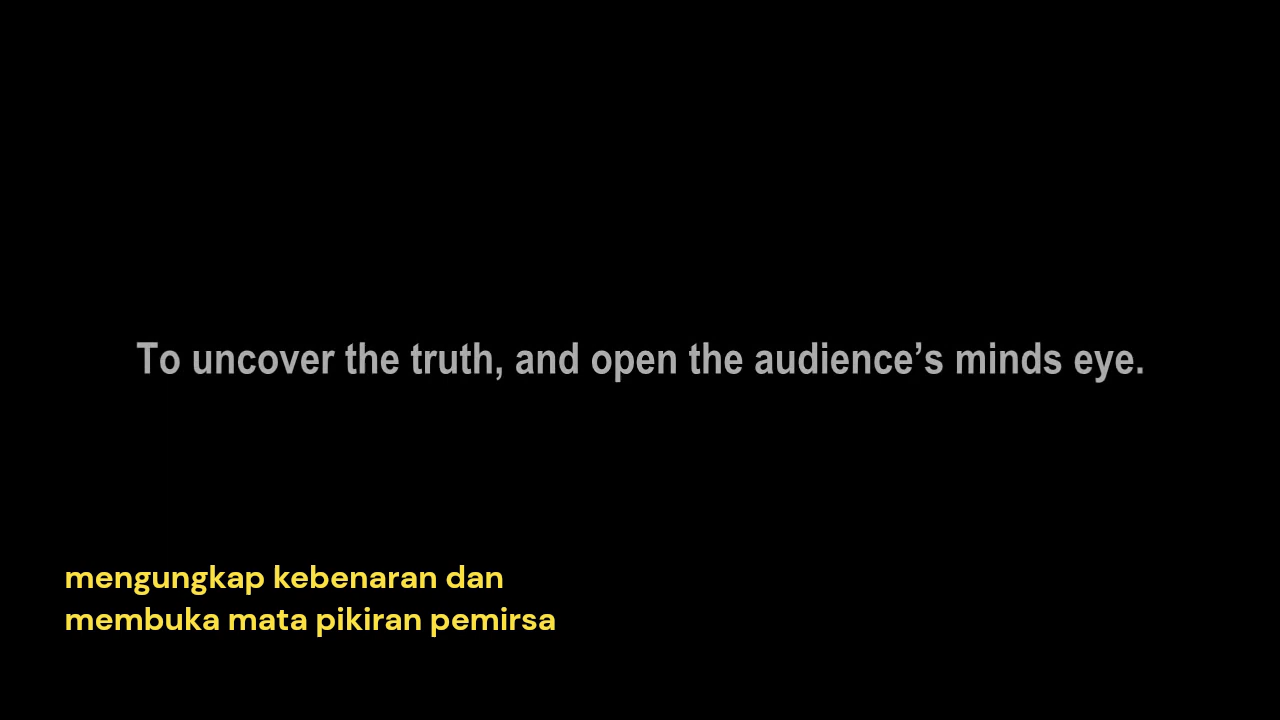 To uncover the truth, and open the audience’s minds eye.
mengungkap kebenaran dan
membuka mata pikiran pemirsa